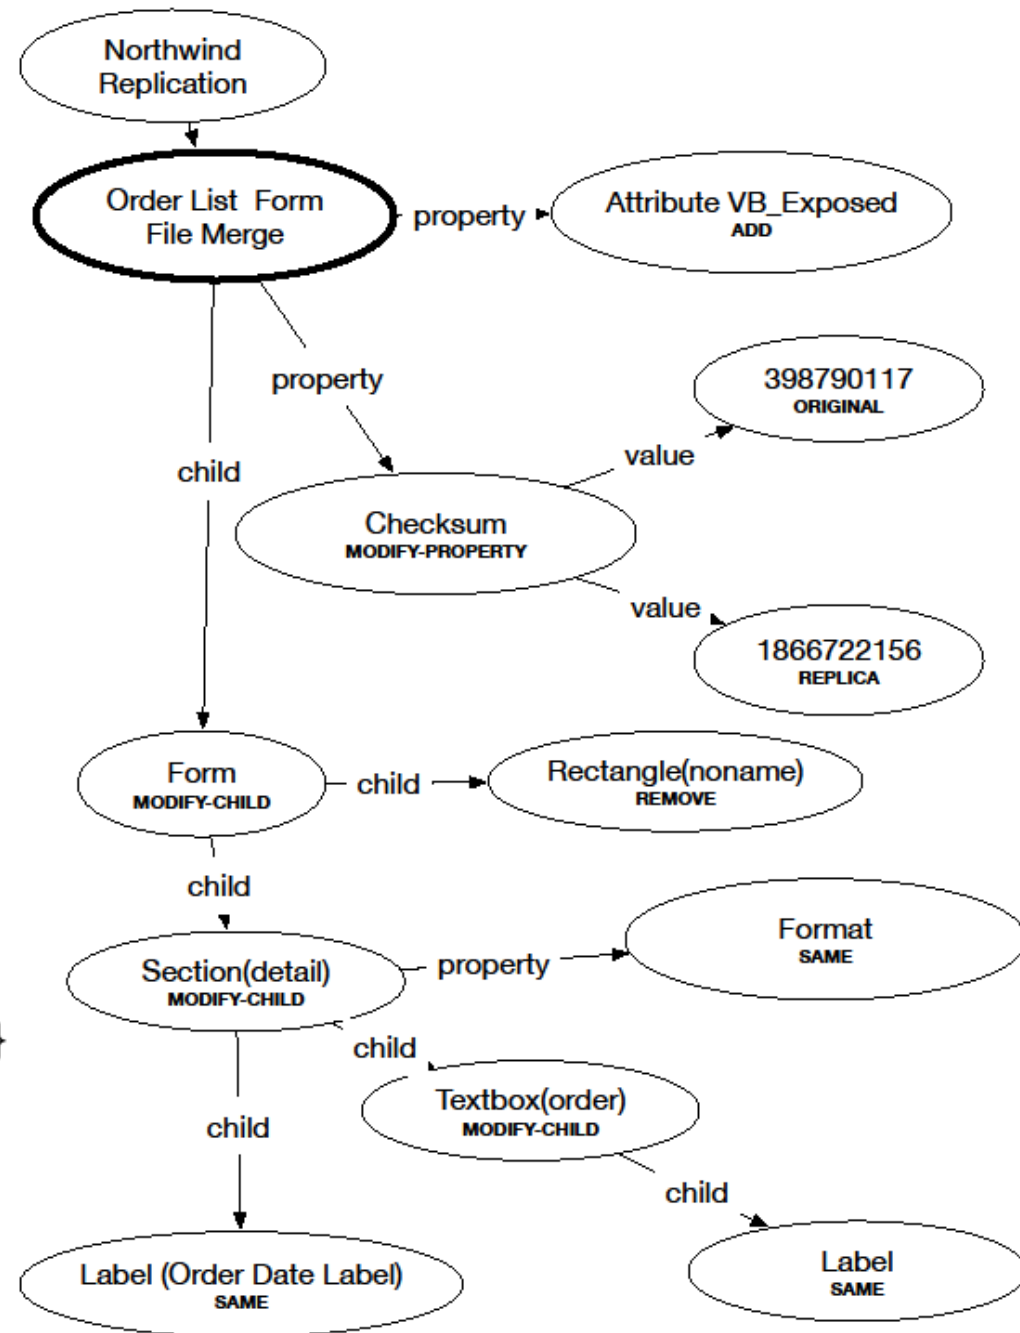 Northwind
Replication
Order List Form
File Merge
property
Attribute VB_Exposed
ADD
property
398790117
ORIGINAL
child
value
Checksum
MODIFY-PROPERTY
value
1866722156
REPLICA
Form
MODIFY-CHILD
child
Rectangle(noname)
REMOVE
child
Format
SAME
Section(detail)
MODIFY-CHILD
property
child
Textbox(order)
MODIFY-CHILD
child
child
Label (Order Date Label)
SAME
Label
SAME